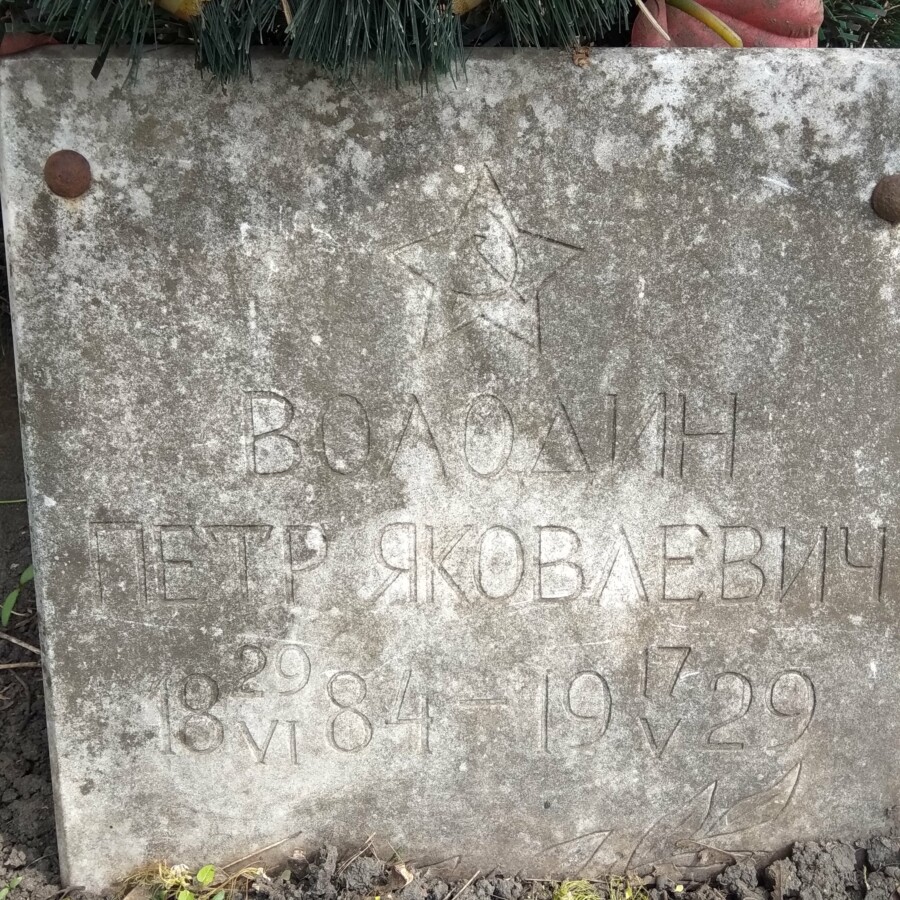 ВОЛОДИН
ПЕТР ЯКОВЛЕВИЧ
18 29/VI 84 – 19 17/V 29